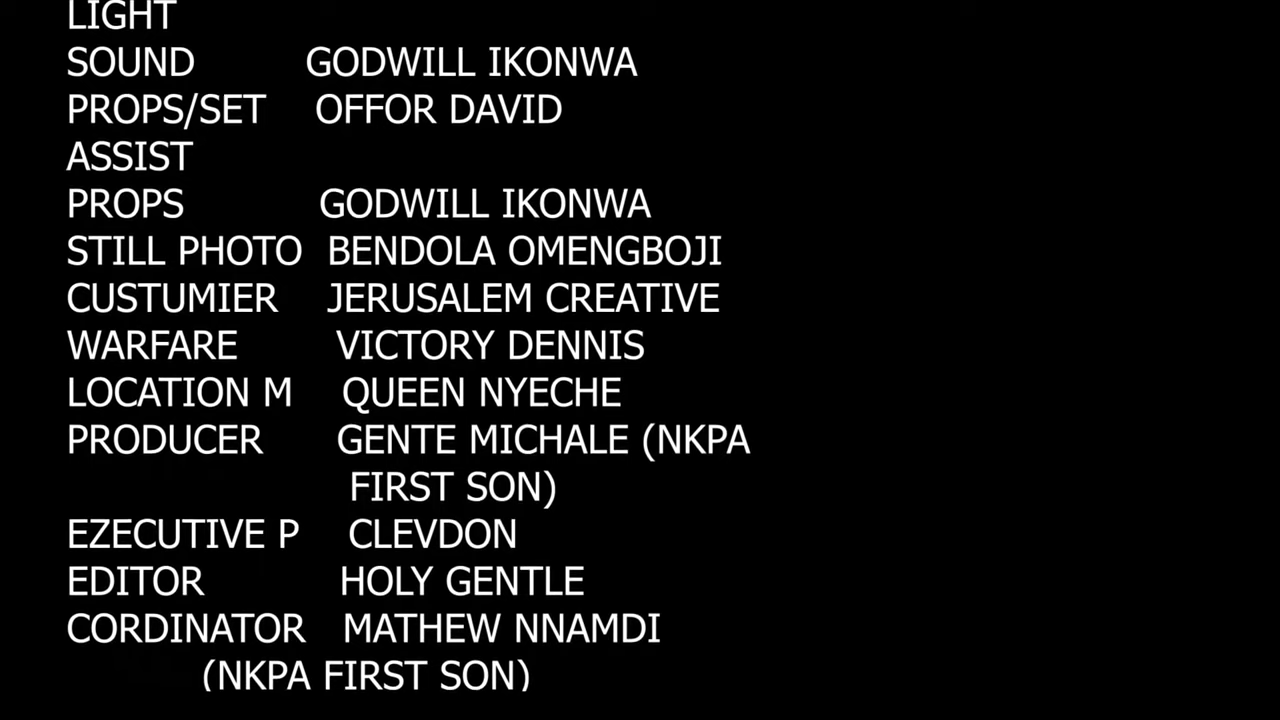 LIGHT
SOUND GODWILL IKONWA
PROPS/SET OFFOR DAVID
ASSIST
PROPS GODWILL IKONWA
STILL PHOTO BENDOLA OMENGBOJI
CUSTUMIER JERUSALEM CREATIVE
WARFARE VICTORY DENNIS
LOCATION M QUEEN NYECHE
PRODUCER GENTE MICHALE (NKPA
FIRST SON)
EZECUTIVE P CLEVDON
EDITOR HOLY GENTLE
CORDINATOR MATHEW NNAMDI
(NKPA FIRST SON)